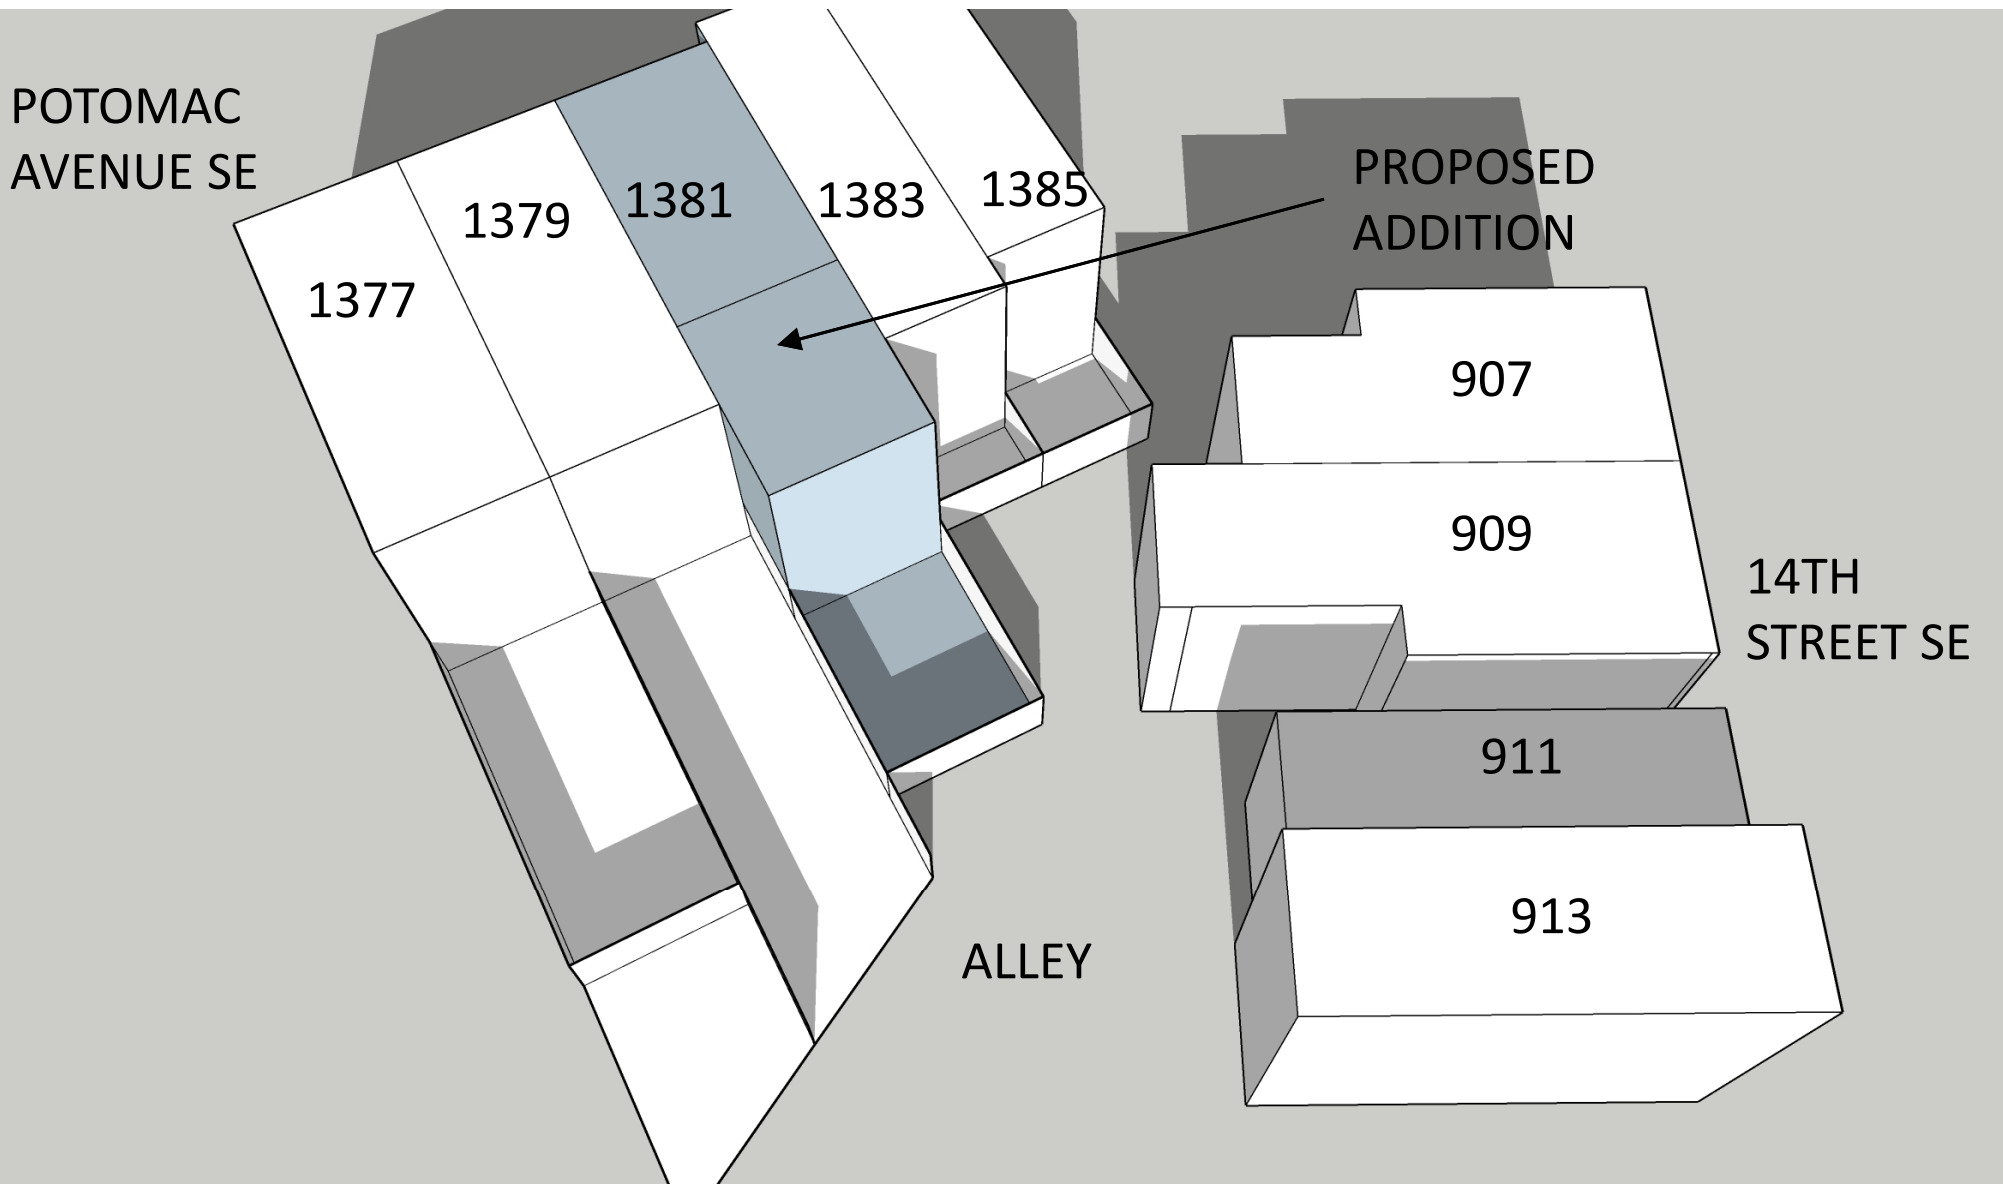 POTOMAC
AVENUE SE
1377
1379
1381
1383
1385
PROPOSED
ADDITION
907
909
14TH
STREET SE
911
913
ALLEY